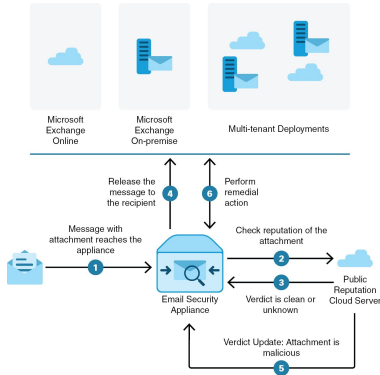 Microsoft
Exchange
Online
Microsoft
Exchange
On-premise
Multi-tenant Deployments
Release the
message to
the recipient
4
6
Perform
remedial
action
Message with
attachment reaches the
appliance
1
Check reputation of the
attachment
2
3
Verdict is clean or
unknown
Email Security
Appliance
Public
Reputation
Cloud Server
Verdict Update: Attachment is
malicious
5